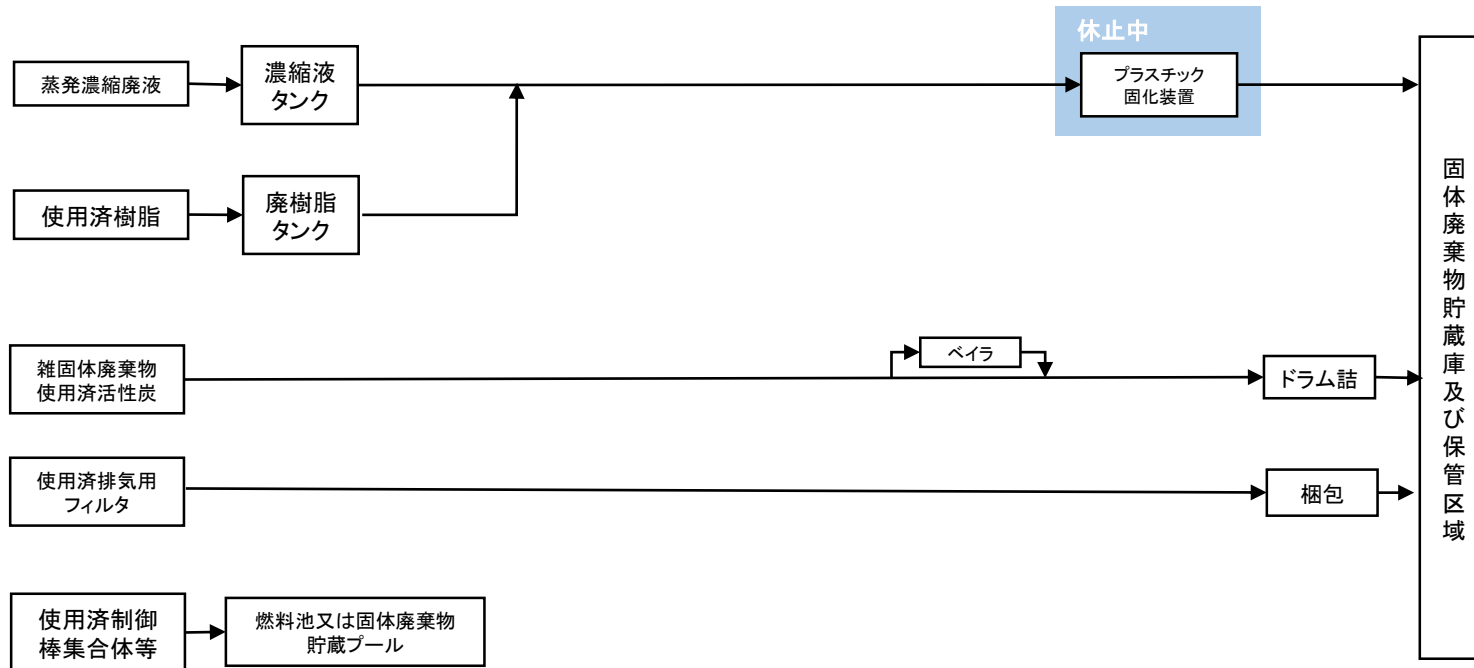 休止中
蒸発濃縮廃液
濃縮液
タンク
プラスチック
固化装置
使用済樹脂
廃樹脂
タンク
雑固体廃棄物
使用済活性炭
ベイラ
ドラム詰
使用済排気用
フィルタ
梱包
使用済制御
棒集合体等
燃料池又は固体廃棄物
貯蔵プール
固体廃棄物貯蔵庫及び保管区域